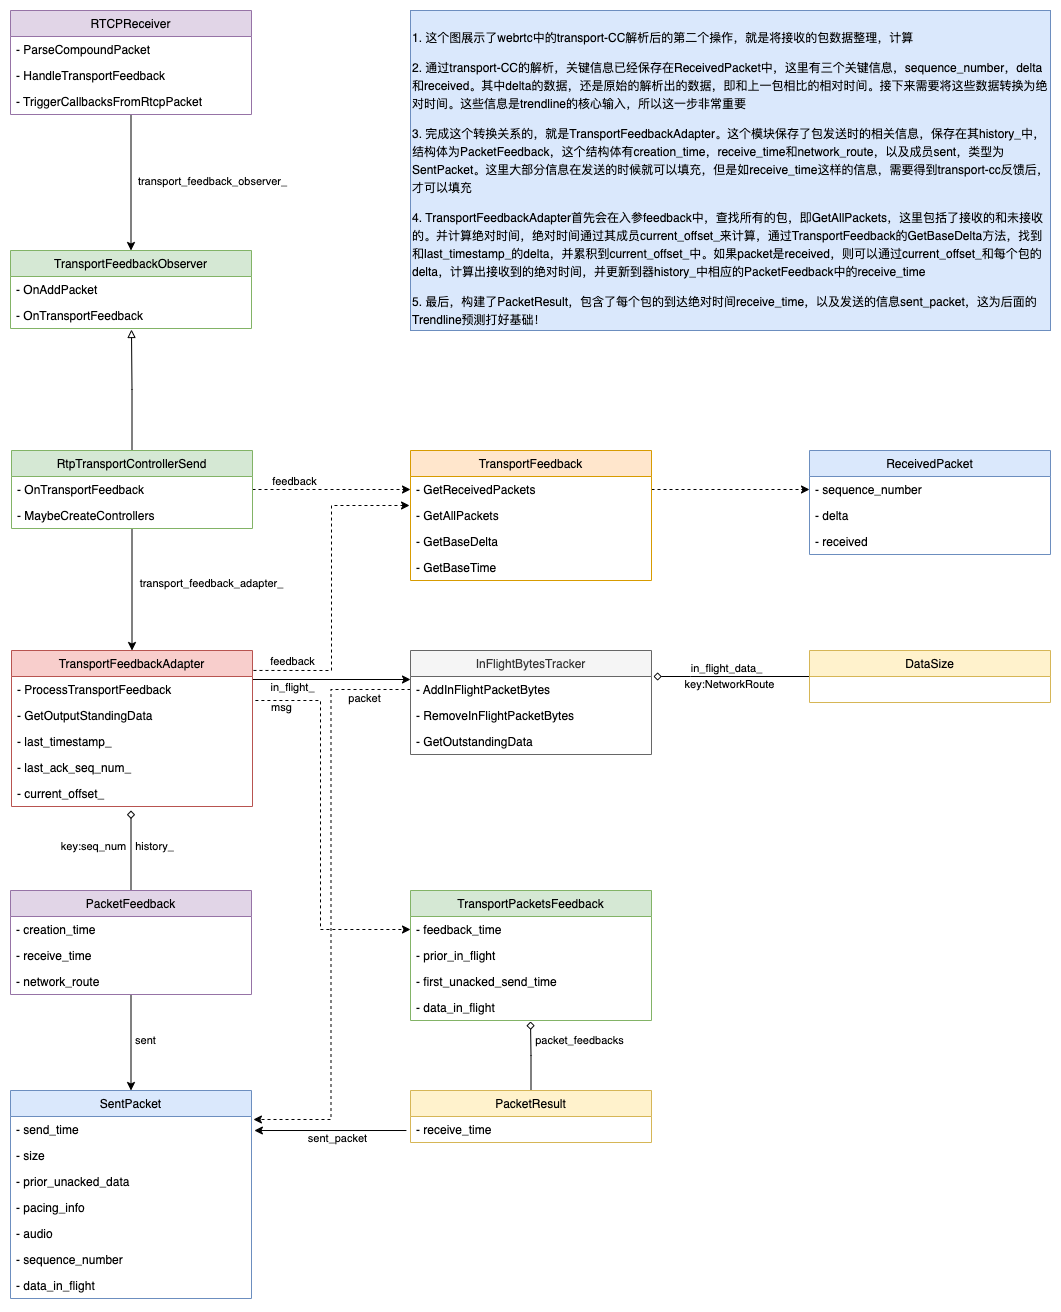 RTCPReceiver
- ParseCompoundPacket
- HandleTransportFeedback
- TriggerCallbacksFromRtcpPacket
1. 这个图展示了webrtc中的transport-CC解析后的第二个操作，就是将接收的包数据整理，计算
2. 通过transport-CC的解析，关键信息已经保存在ReceivedPacket中，这里有三个关键信息，sequence_number，delta
和received。其中delta的数据，还是原始的解析出的数据，即和上一包相比的相对时间。接下来需要将这些数据转换为绝
对时间。这些信息是trendline的核心输入，所以这一步非常重要
3. 完成这个转换关系的，就是TransportFeedbackAdapter。这个模块保存了包发送时的相关信息，保存在其history_中，
结构体为PacketFeedback，这个结构体有creation_time，receive_time和network_route，以及成员sent，类型为
SentPacket。这里大部分信息在发送的时候就可以填充，但是如receive_time这样的信息，需要得到transport-cc反馈后，
才可以填充
4. TransportFeedbackAdapter首先会在入参feedback中，查找所有的包，即GetAllPackets，这里包括了接收的和未接收
的。并计算绝对时间，绝对时间通过其成员current_offset_来计算，通过TransportFeedback的GetBaseDelta方法，找到
和last_timestamp_的delta，并累积到current_offset_中。如果packet是received，则可以通过current_offset_和每个包的
delta，计算出接收到的绝对时间，并更新到器history_中相应的PacketFeedback中的receive_time
5. 最后，构建了PacketResult，包含了每个包的到达绝对时间receive_time，以及发送的信息sent_packet，这为后面的
Trendline预测打好基础！
transport_feedback_observer_
TransportFeedbackObserver
- OnAddPacket
- OnTransportFeedback
RtpTransportControllerSend
- OnTransportFeedback
- MaybeCreateControllers
feedback
TransportFeedback
- GetReceivedPackets
- GetAllPackets
- GetBaseDelta
- GetBaseTime
ReceivedPacket
- sequence_number
- delta
- received
transport_feedback_adapter_
TransportFeedbackAdapter
- ProcessTransportFeedback
- GetOutputStandingData
- last_timestamp_
- last_ack_seq_num_
- current_offset_
feedback
in_flight_
msg
packet
InFlightBytesTracker
- AddInFlightPacketBytes
- RemoveInFlightPacketBytes
- GetOutstandingData
in_flight_data_
key:NetworkRoute
DataSize
key:seq_num
history_
PacketFeedback
- creation_time
- receive_time
- network_route
TransportPacketsFeedback
- feedback_time
- prior_in_flight
- first_unacked_send_time
- data_in_flight
sent
packet_feedbacks
SentPacket
- send_time
- size
- prior_unacked_data
- pacing_info
- audio
- sequence_number
- data_in_flight
sent_packet
PacketResult
- receive_time